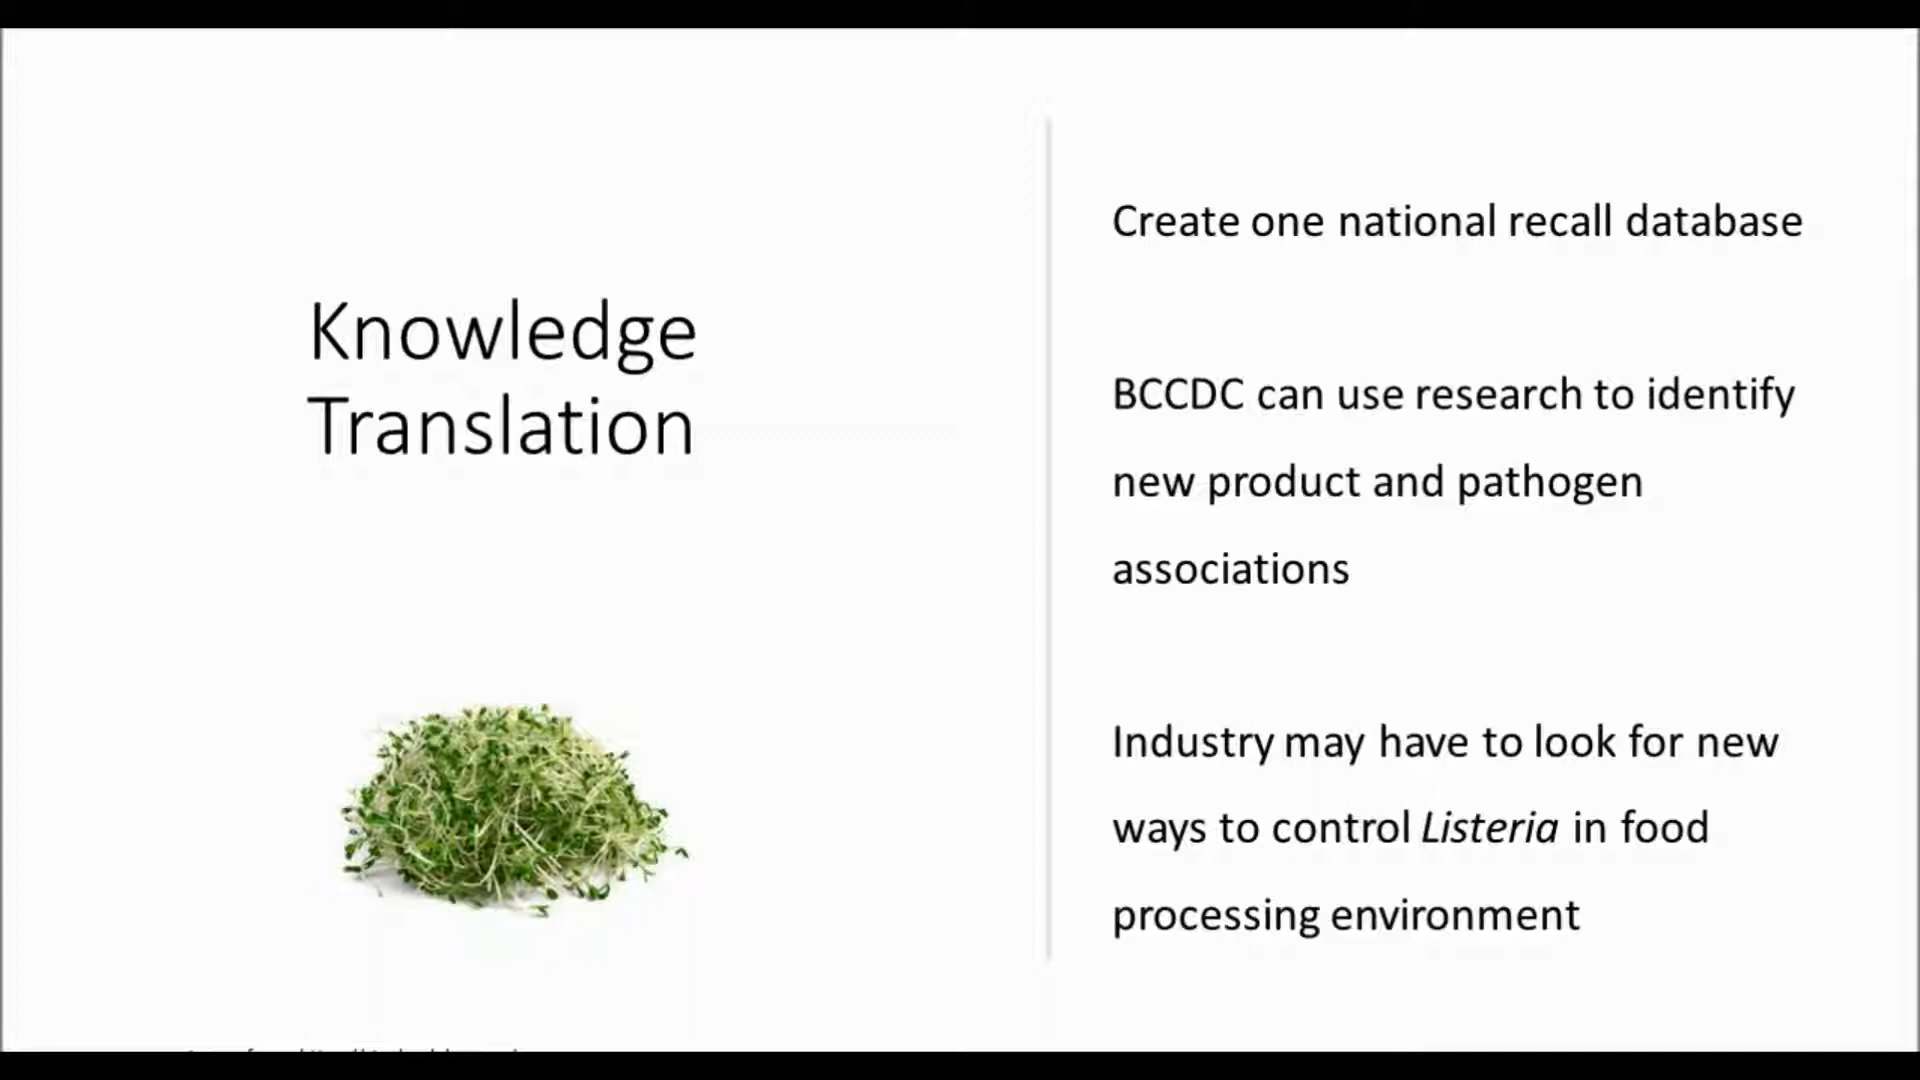 Knowledge
Translation
Create one national recall database
BCCDC can use research to identify
new product and pathogen
associations
Industry may have to look for new
ways to control Listeria in food
processing environment